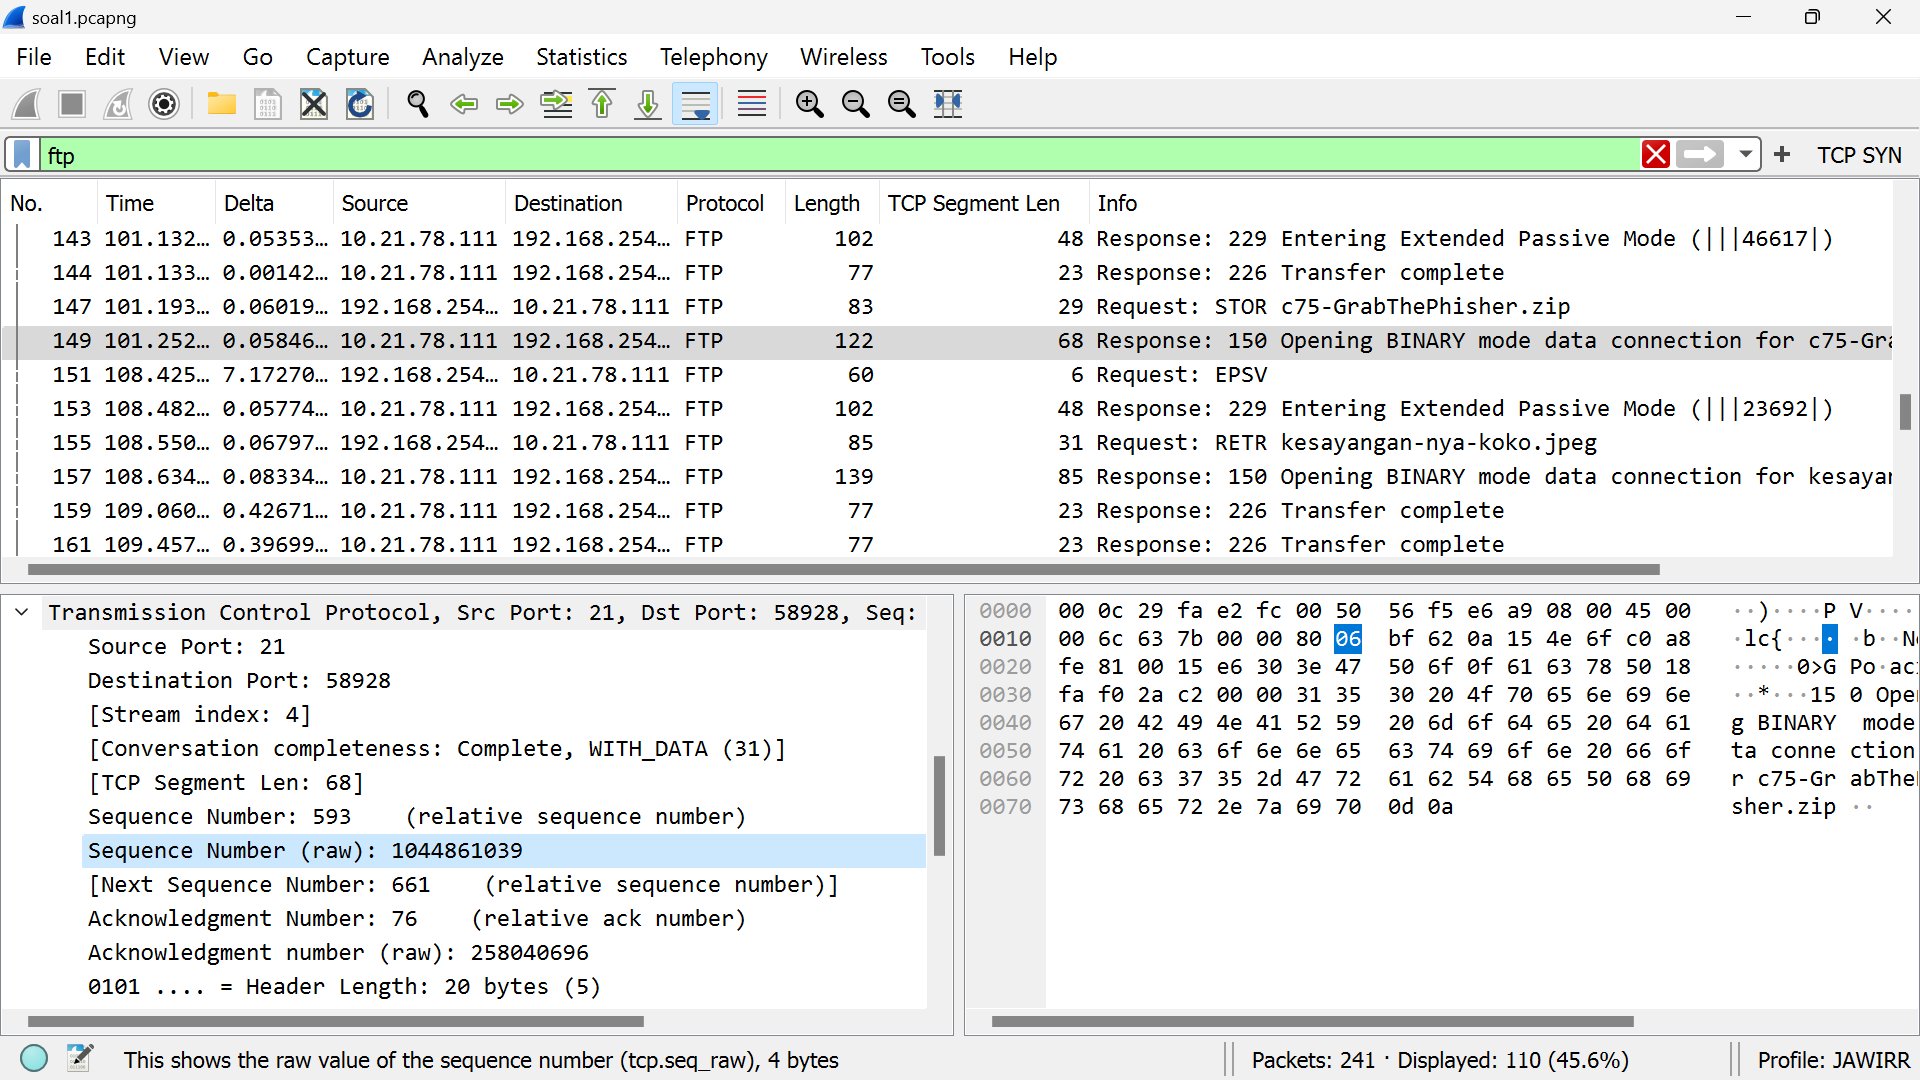 soal1.pcapng
File Edit View Go Capture Analyze Statistics Telephony Wireless Tools Help
ftp
TCP SYN
No. Time Delta Source Destination Protocol Length TCP Segment Len Info
143 101.132… 0.05353… 10.21.78.111 192.168.254… FTP 102 48 Response: 229 Entering Extended Passive Mode (|||46617|)
144 101.133… 0.00142… 10.21.78.111 192.168.254… FTP 77 23 Response: 226 Transfer complete
147 101.193… 0.06019… 192.168.254… 10.21.78.111 FTP 83 29 Request: STOR c75-GrabThePhisher.zip
149 101.252… 0.05846… 10.21.78.111 192.168.254… FTP 122 68 Response: 150 Opening BINARY mode data connection for c75-Gra
151 108.425… 7.17270… 192.168.254… 10.21.78.111 FTP 60 6 Request: EPSV
153 108.482… 0.05774… 10.21.78.111 192.168.254… FTP 102 48 Response: 229 Entering Extended Passive Mode (|||23692|)
155 108.550… 0.06797… 192.168.254… 10.21.78.111 FTP 85 31 Request: RETR kesayangan-nya-koko.jpeg
157 108.634… 0.08334… 10.21.78.111 192.168.254… FTP 139 85 Response: 150 Opening BINARY mode data connection for kesayan
159 109.060… 0.42671… 10.21.78.111 192.168.254… FTP 77 23 Response: 226 Transfer complete
161 109.457… 0.39699… 10.21.78.111 192.168.254… FTP 77 23 Response: 226 Transfer complete
Transmission Control Protocol, Src Port: 21, Dst Port: 58928, Seq:
Source Port: 21
Destination Port: 58928
[Stream index: 4]
[Conversation completeness: Complete, WITH_DATA (31)]
[TCP Segment Len: 68]
Sequence Number: 593 (relative sequence number)
Sequence Number (raw): 1044861039
[Next Sequence Number: 661 (relative sequence number)]
Acknowledgment Number: 76 (relative ack number)
Acknowledgment number (raw): 258040696
0101 .... = Header Length: 20 bytes (5)
0000 00 0c 29 fa e2 fc 00 50 56 f5 e6 a9 08 00 45 00 ··)····P V····
0010 00 6c 63 7b 00 00 80 06 bf 62 0a 15 4e 6f c0 a8 ·lc{···· ·b··No
0020 fe 81 00 15 e6 30 3e 47 50 6f 0f 61 63 78 50 18 ·····0>G Po·ac
0030 fa f0 2a c2 00 00 31 35 30 20 4f 70 65 6e 69 6e ··*···15 0 Ope
0040 67 20 42 49 4e 41 52 59 20 6d 6f 64 65 20 64 61 g BINARY mode
0050 74 61 20 63 6f 6e 6e 65 63 74 69 6f 6e 20 66 6f ta conne ction
0060 72 20 63 37 35 2d 47 72 61 62 54 68 65 50 68 69 r c75-Gr abThe
0070 73 68 65 72 2e 7a 69 70 0d 0a sher.zip ··
This shows the raw value of the sequence number (tcp.seq_raw), 4 bytes
Packets: 241 · Displayed: 110 (45.6%)
Profile: JAWIRR